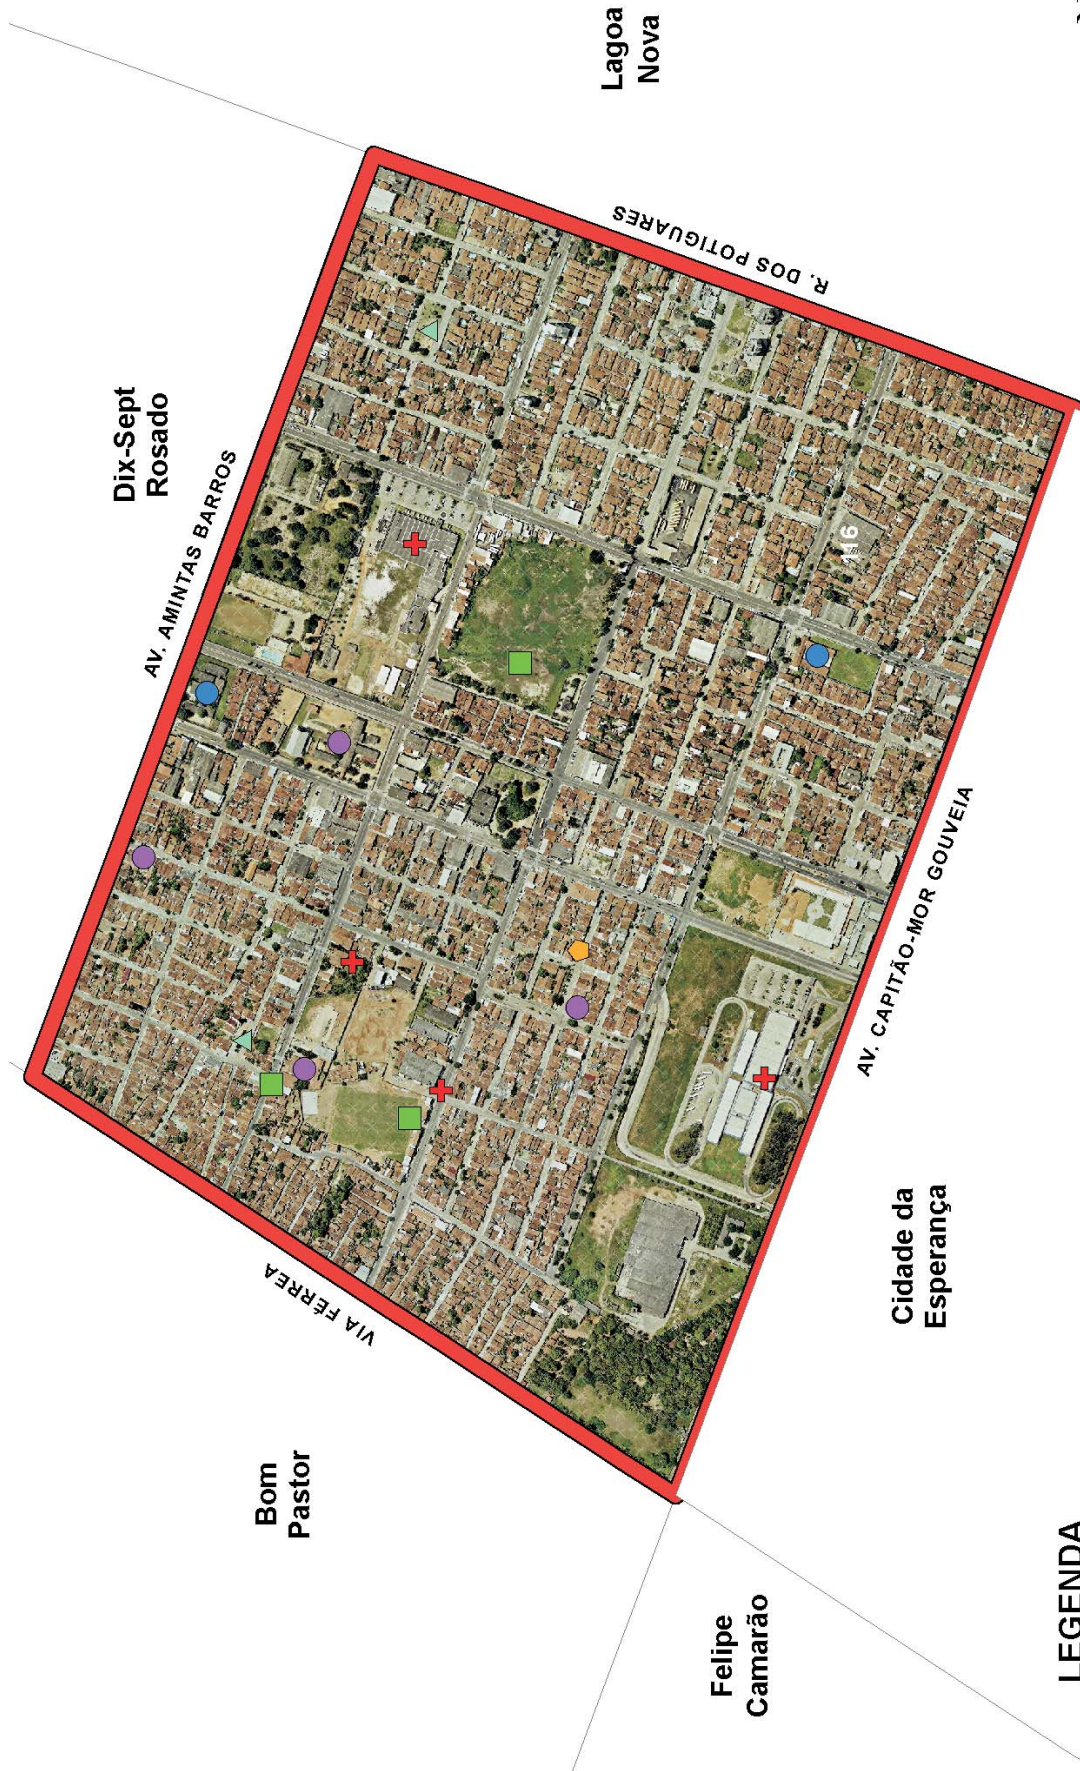 Lagoa
Nova
Dix-Sept
Rosado
AV. AMINTAS BARROS
R. DOS POTIGUARES
16
AV. CAPITÃO-MOR GOUVEIA
VIA FÉRREA
Bom
Pastor
Cidade da
Esperança
Felipe
Camarão
LEGENDA